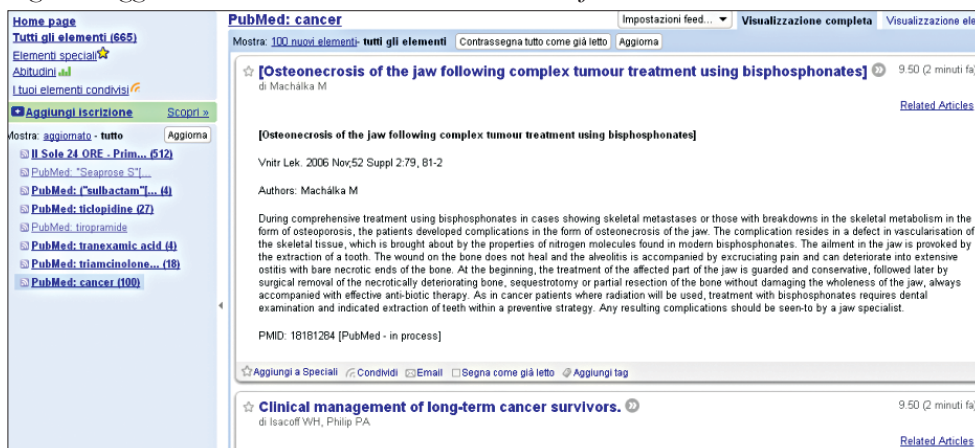 Home page
Tutti gli elementi (665)
Elementi speciali
Abitudini
I tuoi elementi condivisi
Aggiungi iscrizione Scopri »
Mostra: aggiornato - tutto Aggiorna
Il Sole 24 ORE - Prim... (512)
PubMed: "Seaprose S"[...
PubMed: ("sulbactam"[... (4)
PubMed: ticlopidine (27)
PubMed: tiropramide
PubMed: tranexamic acid (4)
PubMed: triamcinolone... (18)
PubMed: cancer (100)
PubMed: cancer Impostazioni feed... Visualizzazione completa Visualizzazione ele
Mostra: 100 nuovi elementi- tutti gli elementi Contrassegna tutto come già letto Aggiorna
[Osteonecrosis of the jaw following complex tumour treatment using bisphosphonates] 9.50 (2 minuti fa)
di Machálka M
Related Articles
[Osteonecrosis of the jaw following complex tumour treatment using bisphosphonates]
Vnitr Lek. 2006 Nov;52 Suppl 2:79, 81-2
Authors: Machálka M
During comprehensive treatment using bisphosphonates in cases showing skeletal metastases or those with breakdowns in the skeletal metabolism in the
form of osteoporosis, the patients developed complications in the form of osteonecrosis of the jaw. The complication resides in a defect in vascularisation of
the skeletal tissue, which is brought about by the properties of nitrogen molecules found in modern bisphosphonates. The ailment in the jaw is provoked by
the extraction of a tooth. The wound on the bone does not heal and the alveolitis is accompanied by excruciating pain and can deteriorate into extensive
ostitis with bare necrotic ends of the bone. At the beginning, the treatment of the affected part of the jaw is guarded and conservative, followed later by
surgical removal of the necrotically deteriorating bone, sequestrotomy or partial resection of the bone without damaging the wholeness of the jaw, always
accompanied with effective anti-biotic therapy. As in cancer patients where radiation will be used, treatment with bisphosphonates requires dental
examination and indicated extraction of teeth within a preventive strategy. Any resulting complications should be seen-to by a jaw specialist.
PMID: 18181284 [PubMed - in process]
Aggiungi a Speciali Condividi Email Segna come già letto Aggiungi tag
Clinical management of long-term cancer survivors. 9.50 (2 minuti fa)
di Isacoff WH, Philip PA
Related Articles